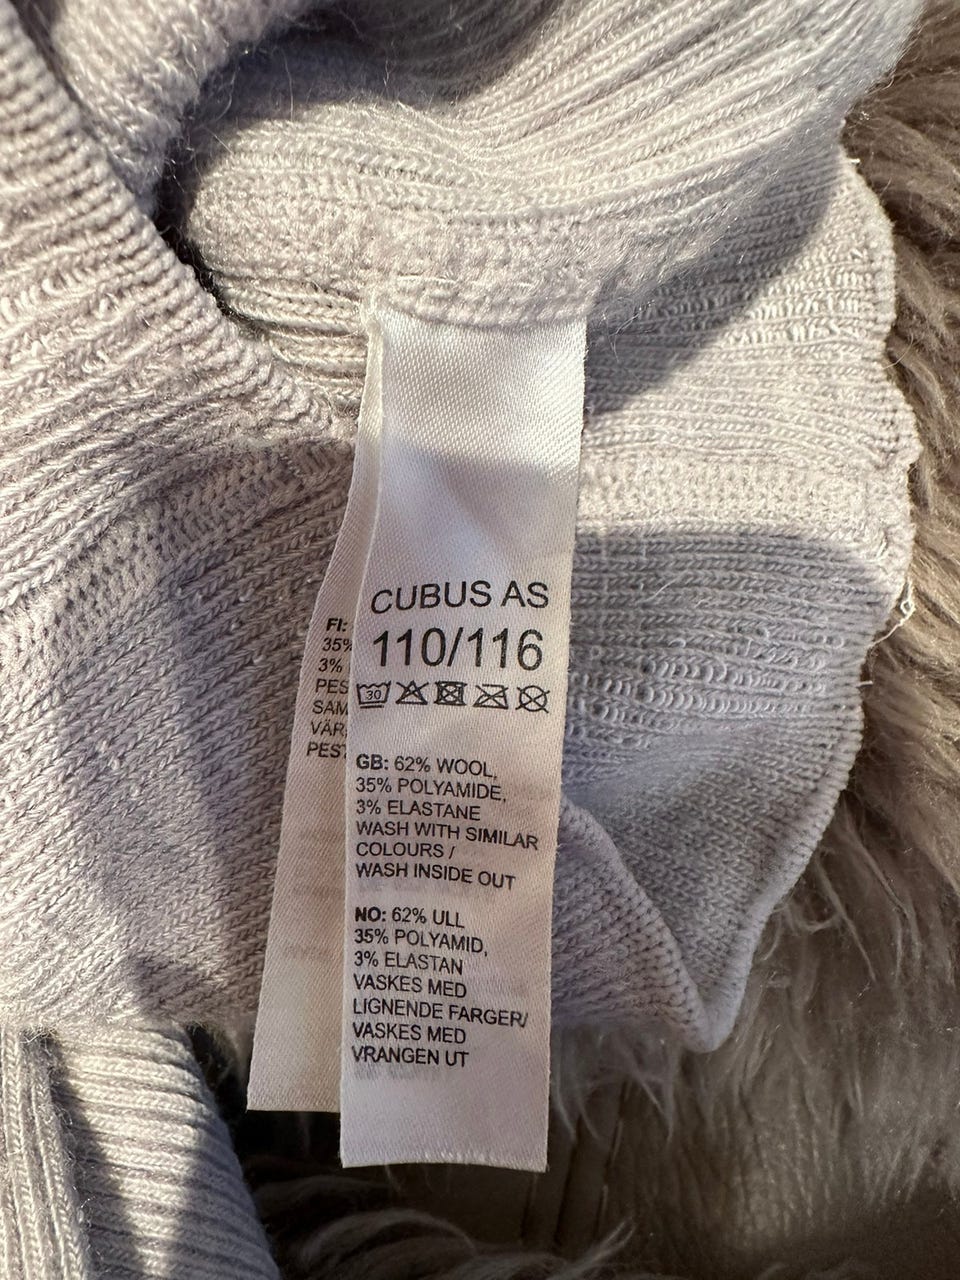 CUBUS AS
110/116
30
GB: 62% WOOL,
35% POLYAMIDE,
3% ELASTANE
WASH WITH SIMILAR
COLOURS /
WASH INSIDE OUT
NO: 62% ULL
35% POLYAMID,
3% ELASTAN
VASKES MED
LIGNENDE FARGER/
VASKES MED
VRANGEN UT
FI:
35%
3%
PES
SAM
VÄR
PEST